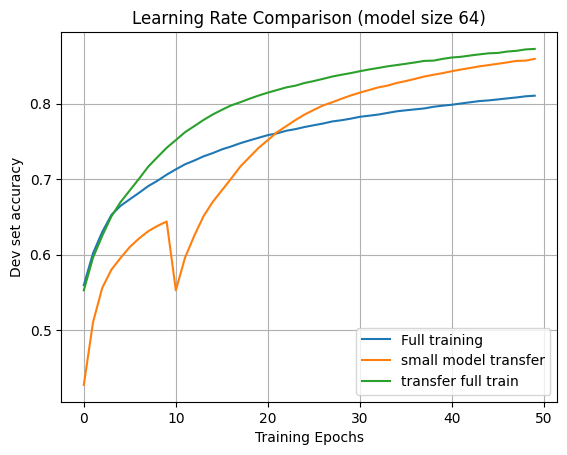 Learning Rate Comparison (model size 64)
Dev set accuracy
0.8
0.7
0.6
0.5
Full training
small model transfer
transfer full train
0 10 20 30 40 50
Training Epochs